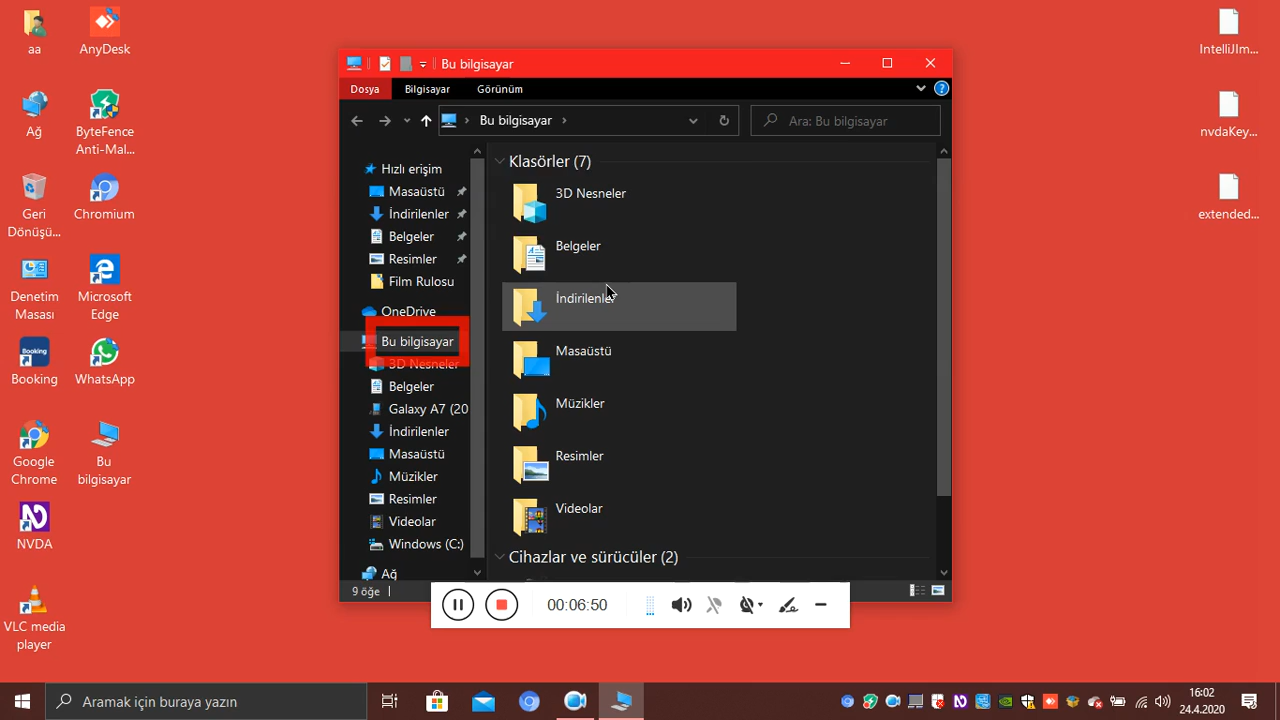 aa
AnyDesk
Ağ
ByteFence
Anti-Mal...
Geri
Dönüşü...
Chromium
Denetim
Masası
Microsoft
Edge
Booking
Booking
WhatsApp
Google
Chrome
Bu
bilgisayar
NVDA
VLC media
player
Bu bilgisayar
Dosya
Bilgisayar
Görünüm
Bu bilgisayar
Ara: Bu bilgisayar
Hızlı erişim
Masaüstü
İndirilenler
Belgeler
Resimler
Film Rulosu
OneDrive
Bu bilgisayar
3D Nesneler
Belgeler
Galaxy A7 (20
İndirilenler
Masaüstü
Müzikler
Resimler
Videolar
Windows (C:)
Ağ
Klasörler (7)
3D Nesneler
Belgeler
İndirilenler
Masaüstü
Müzikler
Resimler
Videolar
Cihazlar ve sürücüler (2)
9 öğe
00:06:50
IntelliJIm...
nvdaKey...
extended...
Aramak için buraya yazın
16:02
24.4.2020